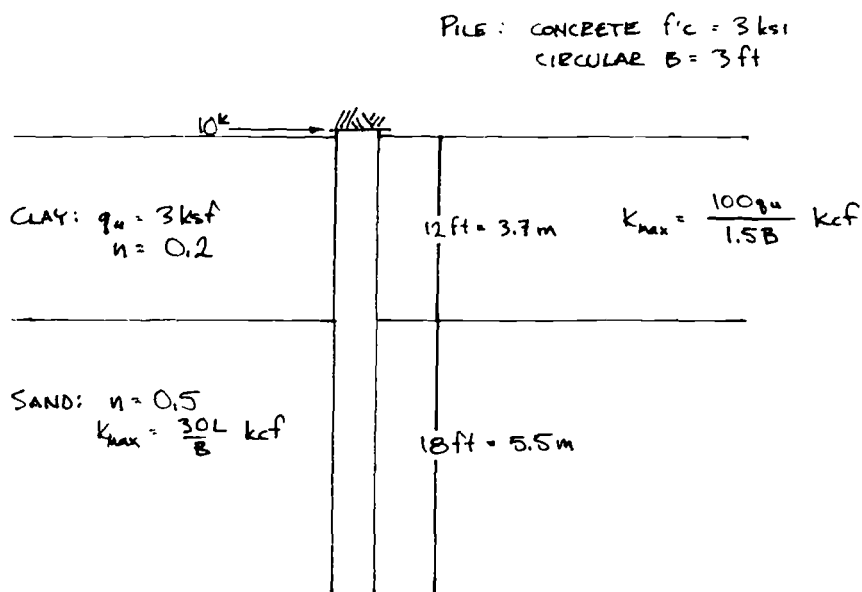 PILE: CONCRETE f'c = 3 ksi
CIRCULAR B = 3 ft
10k
CLAY: qu = 3 ksf
n = 0.2
12 ft = 3.7 m
Kmax = 100qu / 1.5B kcf
SAND: n = 0.5
Kmax = 30L / B kcf
18 ft = 5.5 m